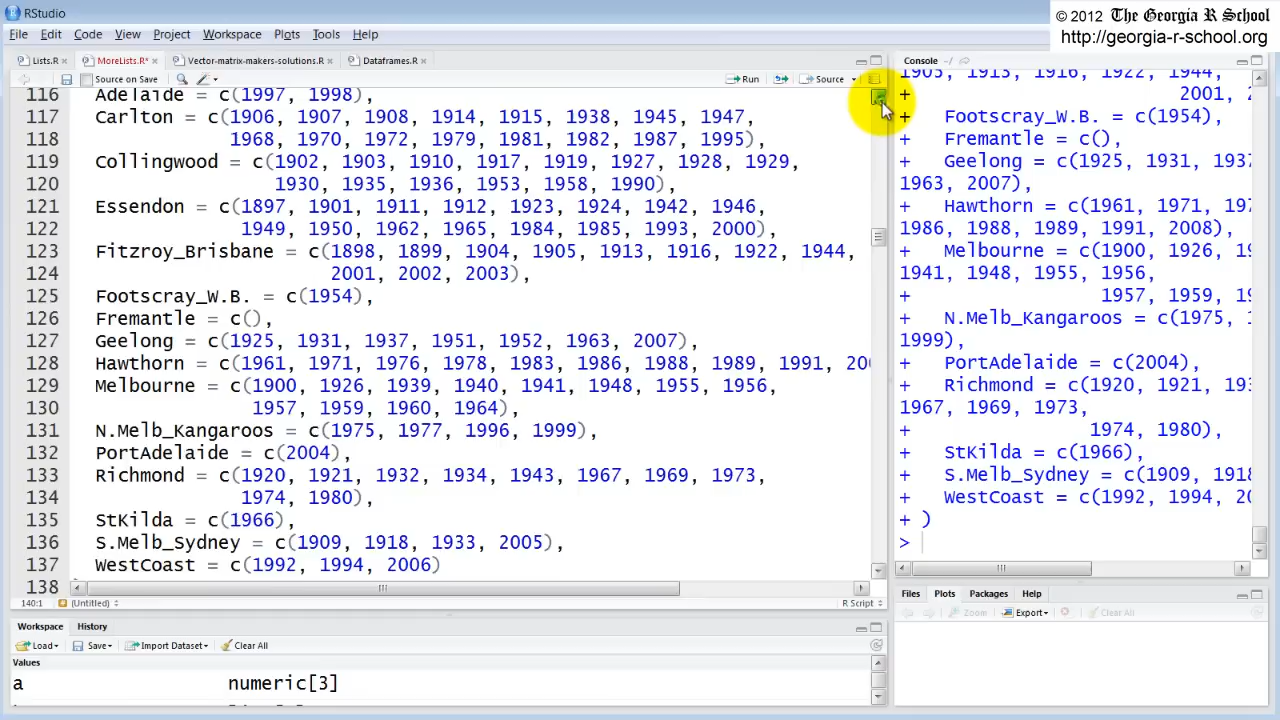 RStudio
© 2012 The Georgia R School
http://georgia-r-school.org
File Edit Code View Project Workspace Plots Tools Help
Lists.R × MoreLists.R* × Vector-matrix-makers-solutions.R × Dataframes.R ×
Source on Save Run Source
116 Adelaide = c(1997, 1998),
117 Carlton = c(1906, 1907, 1908, 1914, 1915, 1938, 1945, 1947,
118 1968, 1970, 1972, 1979, 1981, 1982, 1987, 1995),
119 Collingwood = c(1902, 1903, 1910, 1917, 1919, 1927, 1928, 1929,
120 1930, 1935, 1936, 1953, 1958, 1990),
121 Essendon = c(1897, 1901, 1911, 1912, 1923, 1924, 1942, 1946,
122 1949, 1950, 1962, 1965, 1984, 1985, 1993, 2000),
123 Fitzroy_Brisbane = c(1898, 1899, 1904, 1905, 1913, 1916, 1922, 1944,
124 2001, 2002, 2003),
125 Footscray_W.B. = c(1954),
126 Fremantle = c(),
127 Geelong = c(1925, 1931, 1937, 1951, 1952, 1963, 2007),
128 Hawthorn = c(1961, 1971, 1976, 1978, 1983, 1986, 1988, 1989, 1991, 20
129 Melbourne = c(1900, 1926, 1939, 1940, 1941, 1948, 1955, 1956,
130 1957, 1959, 1960, 1964),
131 N.Melb_Kangaroos = c(1975, 1977, 1996, 1999),
132 PortAdelaide = c(2004),
133 Richmond = c(1920, 1921, 1932, 1934, 1943, 1967, 1969, 1973,
134 1974, 1980),
135 StKilda = c(1966),
136 S.Melb_Sydney = c(1909, 1918, 1933, 2005),
137 WestCoast = c(1992, 1994, 2006)
138
140:1 (Untitled) R Script
Console ~/
1905, 1913, 1916, 1922, 1944,
+ 2001, 2
+ Footscray_W.B. = c(1954),
+ Fremantle = c(),
+ Geelong = c(1925, 1931, 1937
1963, 2007),
+ Hawthorn = c(1961, 1971, 197
1986, 1988, 1989, 1991, 2008),
+ Melbourne = c(1900, 1926, 19
1941, 1948, 1955, 1956,
+ 1957, 1959, 19
+ N.Melb_Kangaroos = c(1975, 1
1999),
+ PortAdelaide = c(2004),
+ Richmond = c(1920, 1921, 193
1967, 1969, 1973,
+ 1974, 1980),
+ StKilda = c(1966),
+ S.Melb_Sydney = c(1909, 1918
+ WestCoast = c(1992, 1994, 20
+ )
>
Files Plots Packages Help
Zoom Export Clear All
Workspace History
Load Save Import Dataset Clear All
Values
a numeric[3]